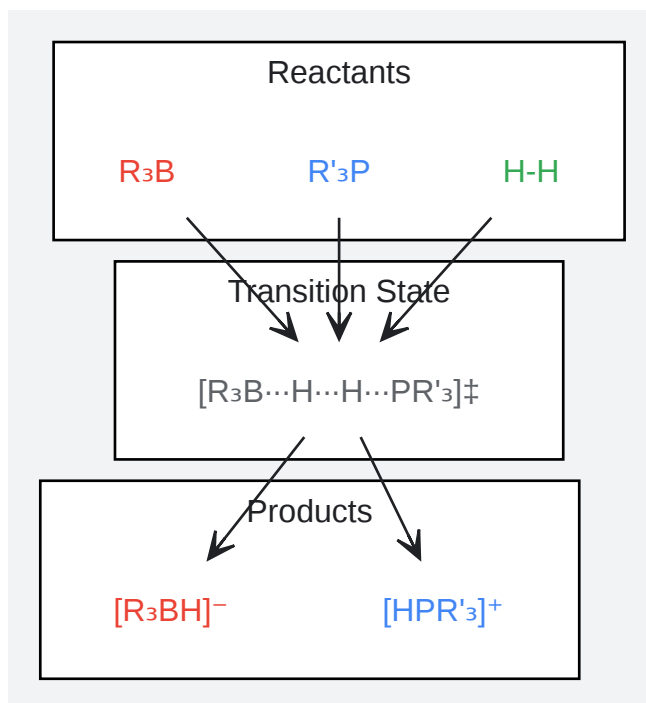 Reactants
R₃B R'₃P H-H
Transition State
[R₃B···H···H···PR'₃]‡
Products
[R₃BH]⁻ [HPR'₃]⁺